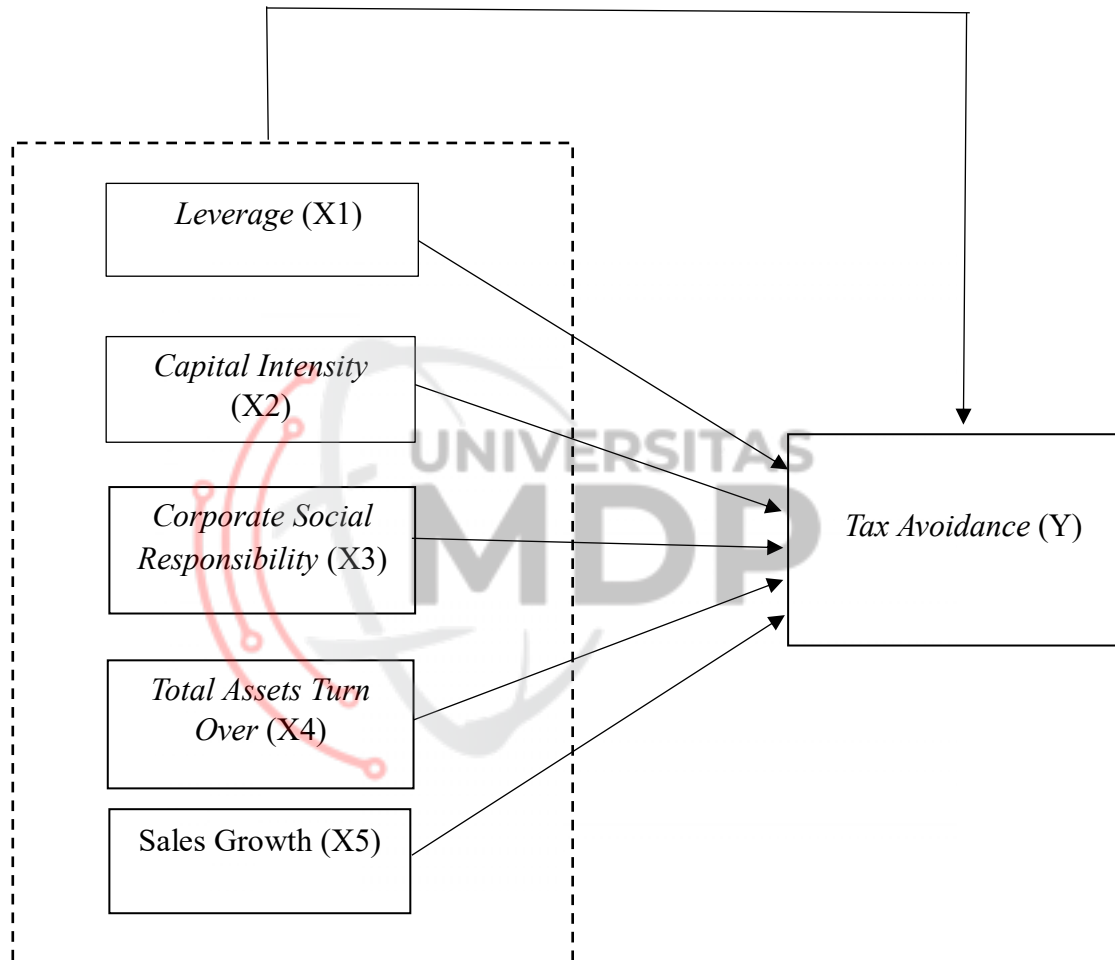 Leverage (X1)
Capital Intensity
(X2)
UNIVERSITAS
MDP
Corporate Social
Responsibility (X3)
Tax Avoidance (Y)
Total Assets Turn
Over (X4)
Sales Growth (X5)